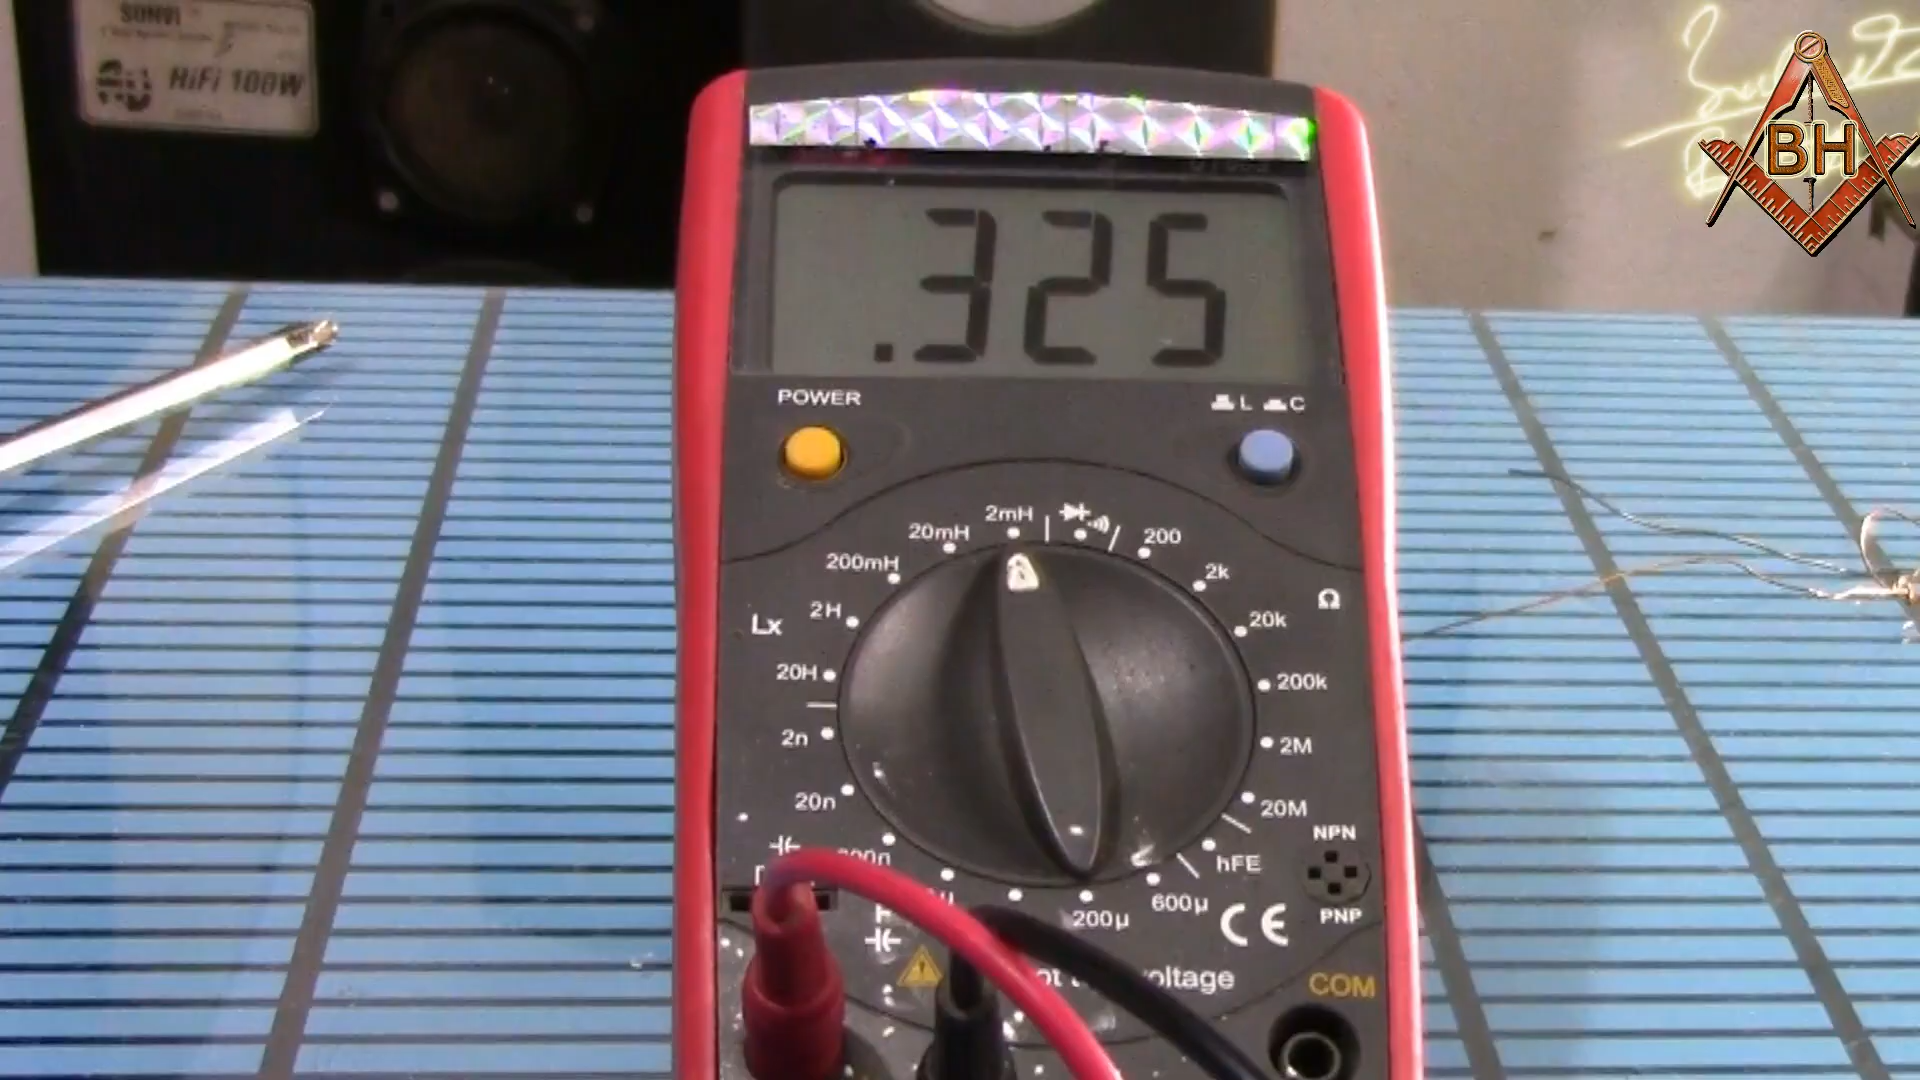 SONVI
HiFi 100W
BH
.325
POWER
L C
2mH
20mH
200
200mH
2k
2H
Ω
Lx
20k
20H
200k
2n
2M
20n
20M
NPN
hFE
600µ
200µ
CE
PNP
COM